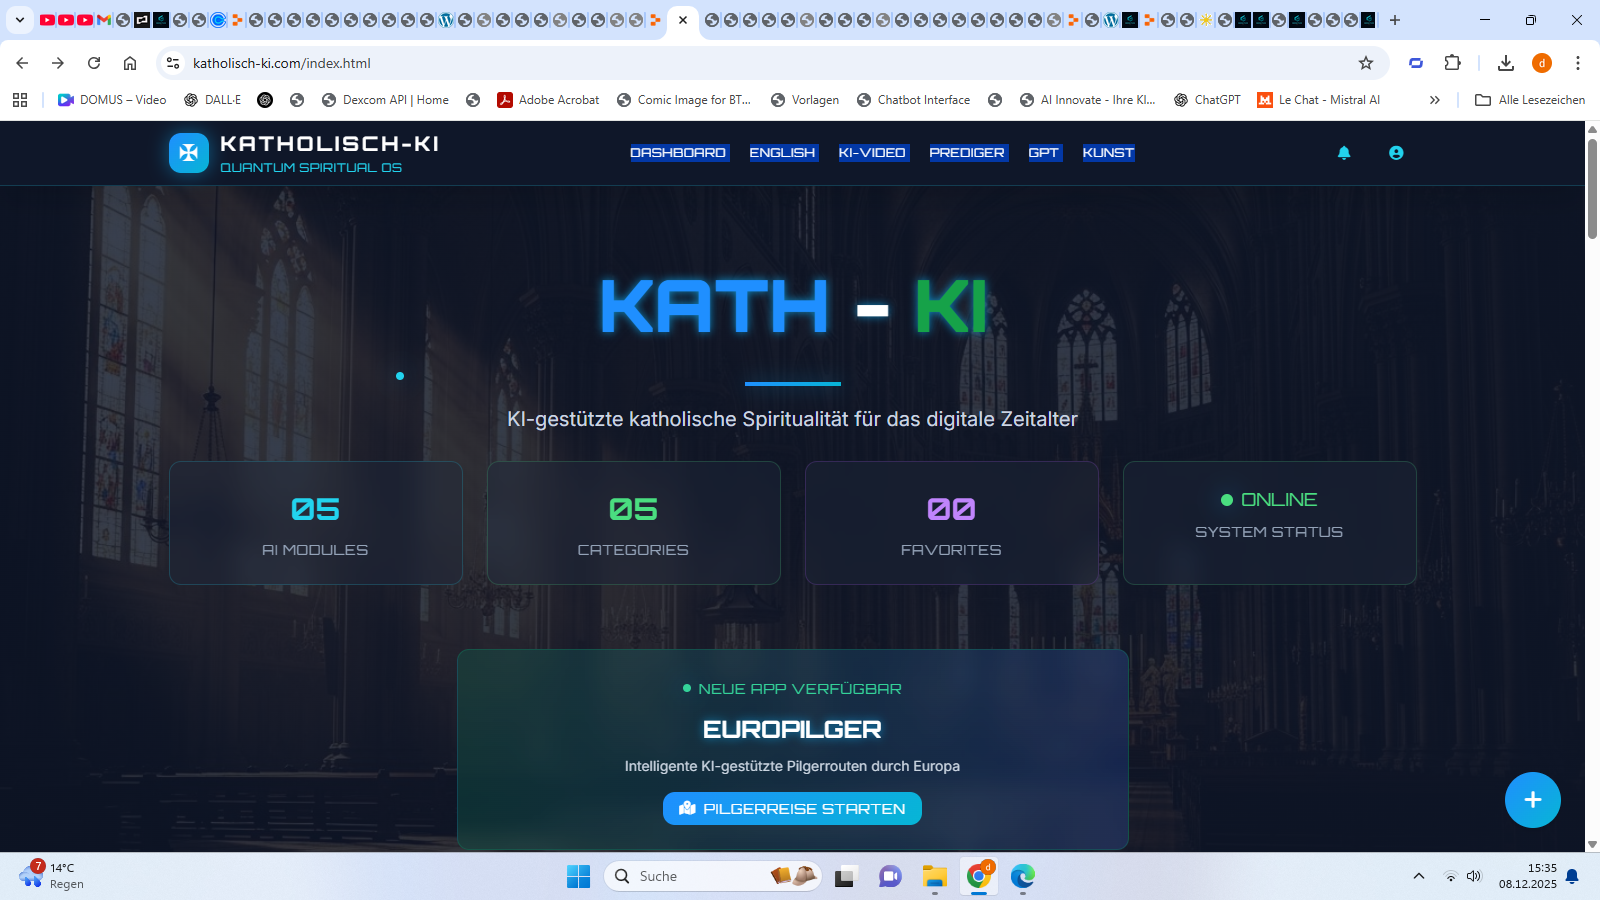 katholisch-ki.com/index.html
DOMUS – Video
DALL·E
Dexcom API | Home
Adobe Acrobat
Comic Image for BT...
Vorlagen
Chatbot Interface
AI Innovate - Ihre KI...
ChatGPT
Le Chat - Mistral AI
Alle Lesezeichen
KATHOLISCH-KI
QUANTUM SPIRITUAL OS
DASHBOARD ENGLISH KI-VIDEO PREDIGER GPT KUNST
KATH - KI
KI-gestützte katholische Spiritualität für das digitale Zeitalter
05
AI MODULES
05
CATEGORIES
00
FAVORITES
ONLINE
SYSTEM STATUS
NEUE APP VERFÜGBAR
EUROPILGER
Intelligente KI-gestützte Pilgerrouten durch Europa
PILGERREISE STARTEN
7
14°C
Regen
Suche
d
15:35
08.12.2025